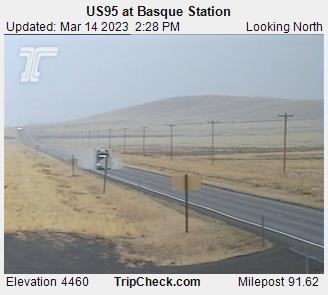 US95 at Basque Station
Updated: Mar 14 2023 2:28 PM Looking North
Elevation 4460 TripCheck.com Milepost 91.62